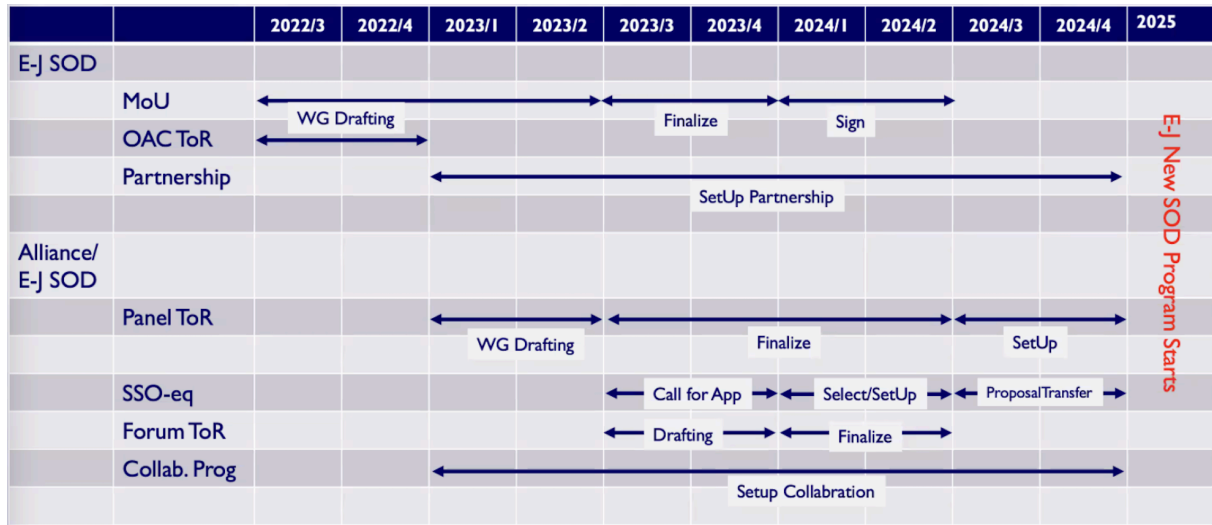 2022/3 2022/4 2023/1 2023/2 2023/3 2023/4 2024/1 2024/2 2024/3 2024/4 2025
E-J SOD
MoU
WG Drafting Finalize Sign
OAC ToR
Partnership
SetUp Partnership
Alliance/
E-J SOD
Panel ToR
WG Drafting Finalize SetUp
SSO-eq Call for App Select/SetUp ProposalTransfer
Forum ToR Drafting Finalize
Collab. Prog
Setup Collabration
E-J New SOD Program Starts